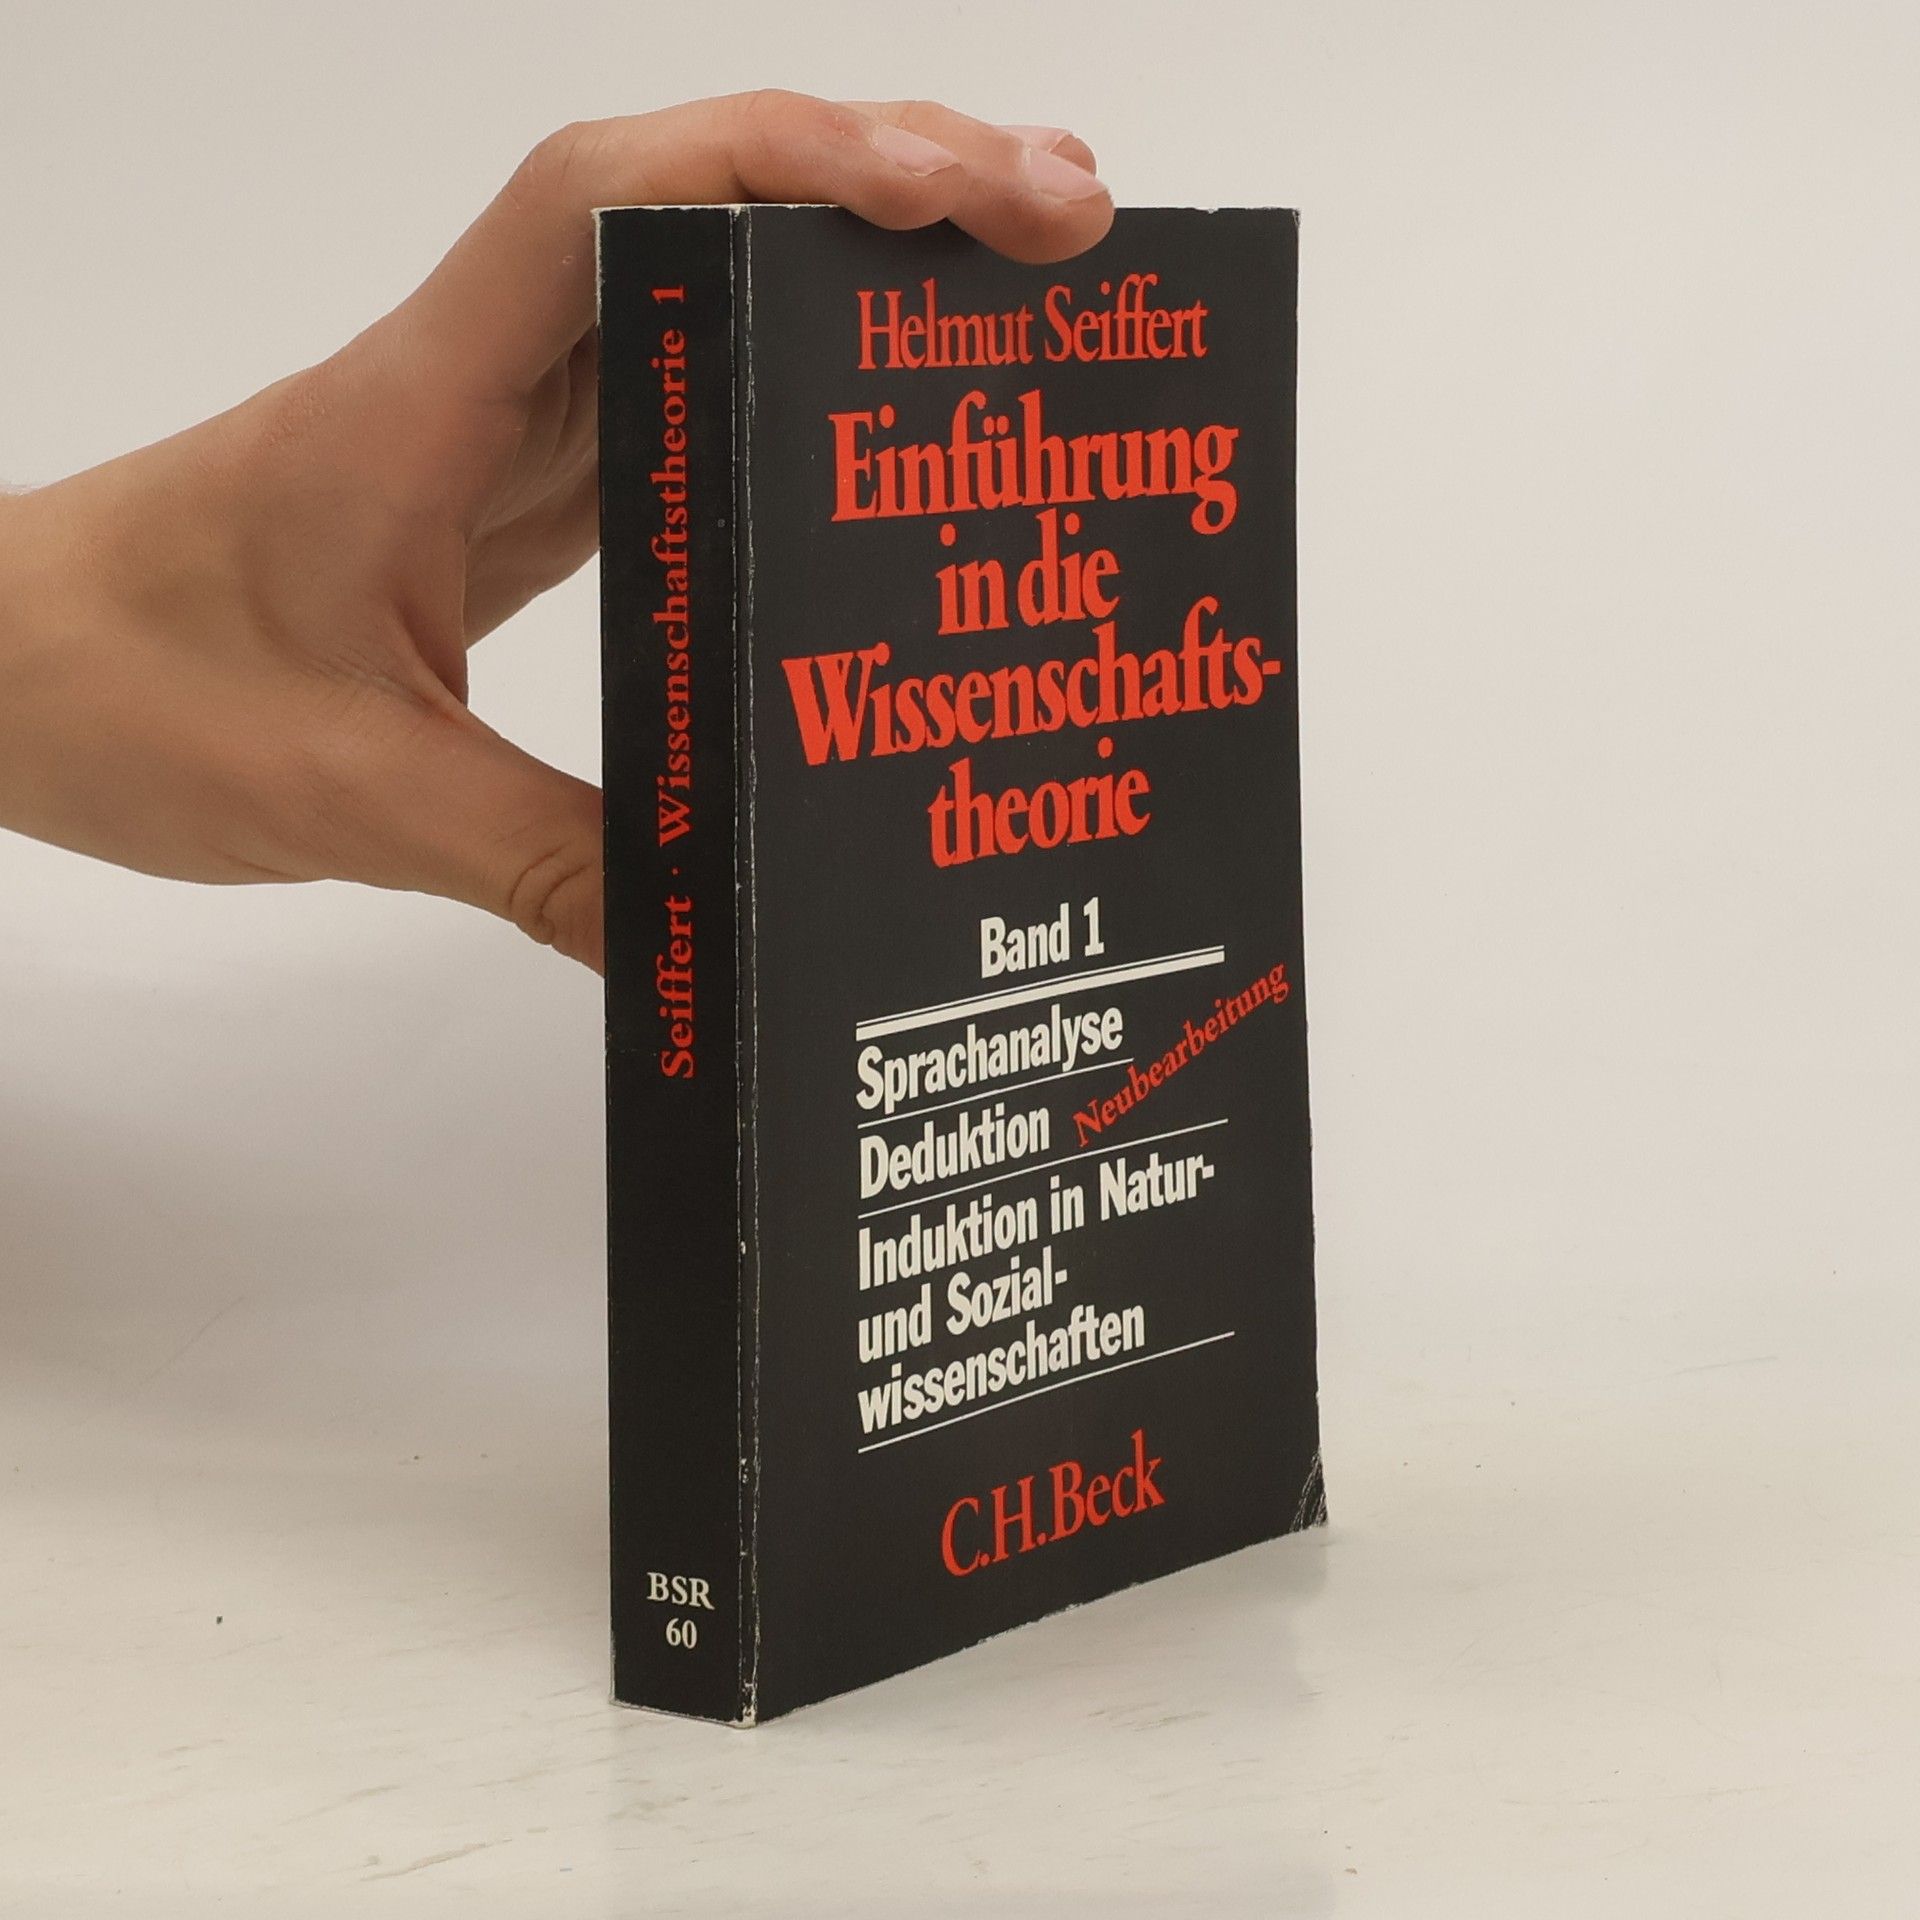 Seiffert · Wissenschaftstheorie 1
BSR
60
Helmut Seiffert
Einführung
in die
Wissenschafts-
theorie
Band 1
Sprachanalyse
Deduktion
Neubearbeitung
Induktion in Natur-
und Sozial-
wissenschaften
C.H.Beck